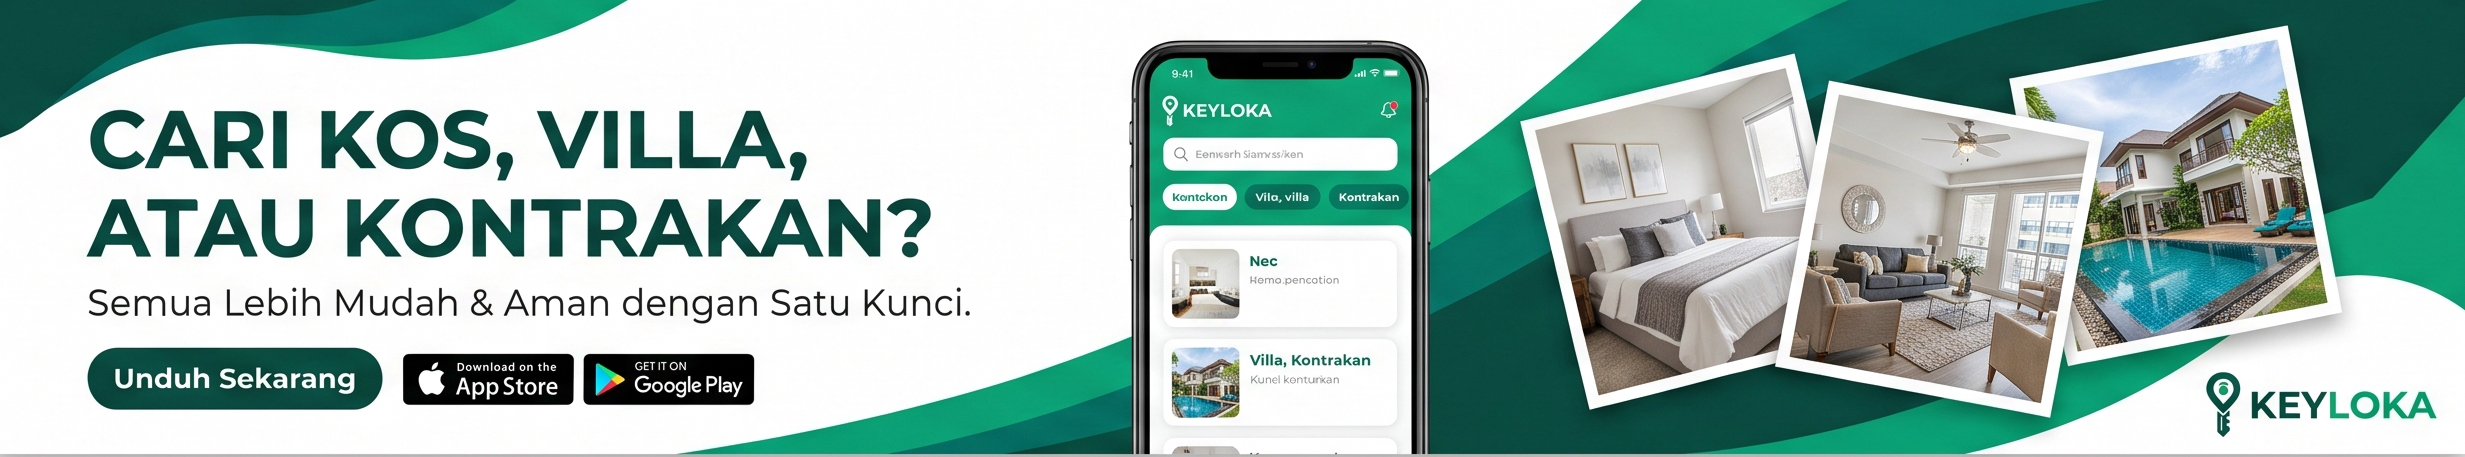 CARI KOS, VILLA,
ATAU KONTRAKAN?
Semua Lebih Mudah & Aman dengan Satu Kunci.
Unduh Sekarang
Download on the
App Store
GET IT ON
Google Play
9:41
KEYLOKA
Kontckon
Vila, villa
Kontrakan
Nec
Hema.pencation
Villa, Kontrakan
Kunel konturkan
KEYLOKA